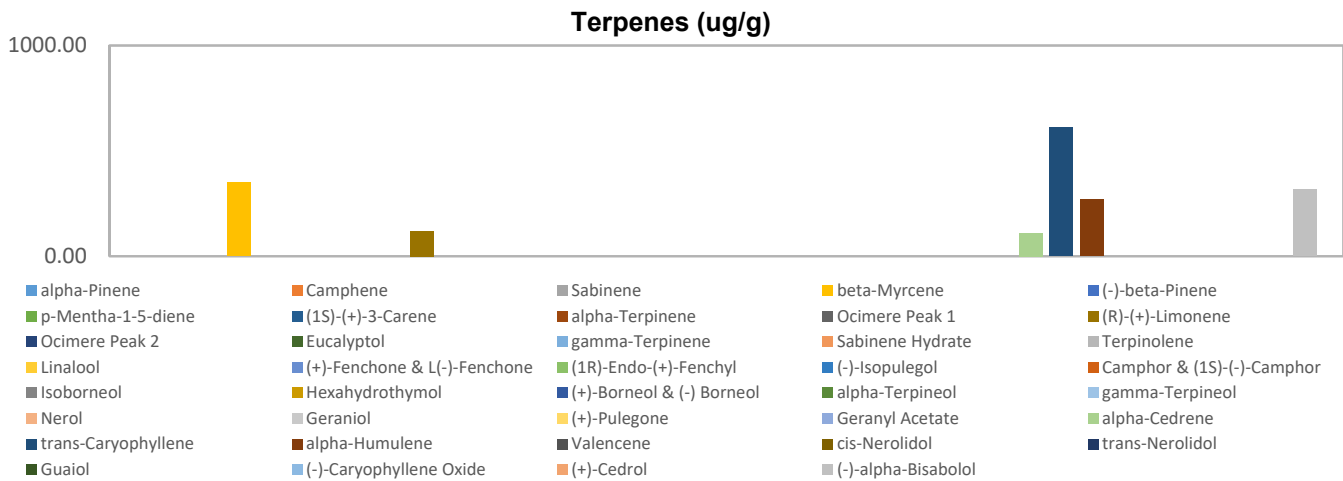 Terpenes (ug/g)
1000.00
0.00
alpha-Pinene Camphene Sabinene beta-Myrcene (-)-beta-Pinene
p-Mentha-1-5-diene (1S)-(+)-3-Carene alpha-Terpinene Ocimere Peak 1 (R)-(+)-Limonene
Ocimere Peak 2 Eucalyptol gamma-Terpinene Sabinene Hydrate Terpinolene
Linalool (+)-Fenchone & L(-)-Fenchone (1R)-Endo-(+)-Fenchyl (-)-Isopulegol Camphor & (1S)-(-)-Camphor
Isoborneol Hexahydrothymol (+)-Borneol & (-) Borneol alpha-Terpineol gamma-Terpineol
Nerol Geraniol (+)-Pulegone Geranyl Acetate alpha-Cedrene
trans-Caryophyllene alpha-Humulene Valencene cis-Nerolidol trans-Nerolidol
Guaiol (-)-Caryophyllene Oxide (+)-Cedrol (-)-alpha-Bisabolol